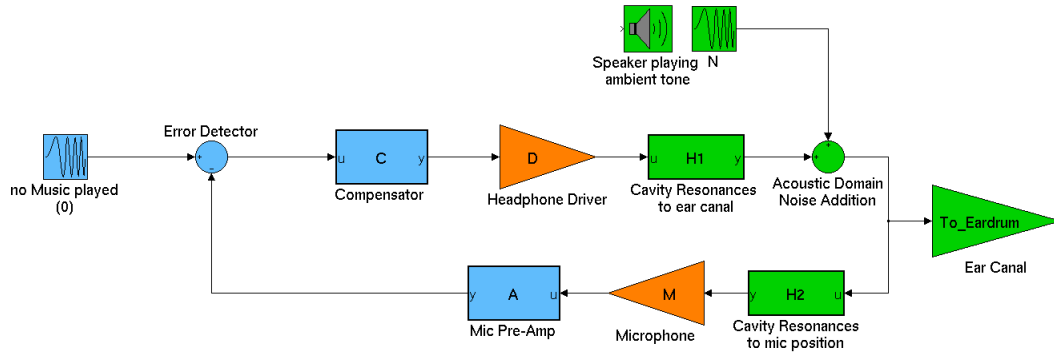 Speaker playing
ambient tone
N
no Music played
(0)
Error Detector
+
−
u
C
y
Compensator
D
Headphone Driver
u
H1
y
Cavity Resonances
to ear canal
+
+
Acoustic Domain
Noise Addition
To_Eardrum
Ear Canal
y
A
u
Mic Pre-Amp
M
Microphone
y
H2
u
Cavity Resonances
to mic position